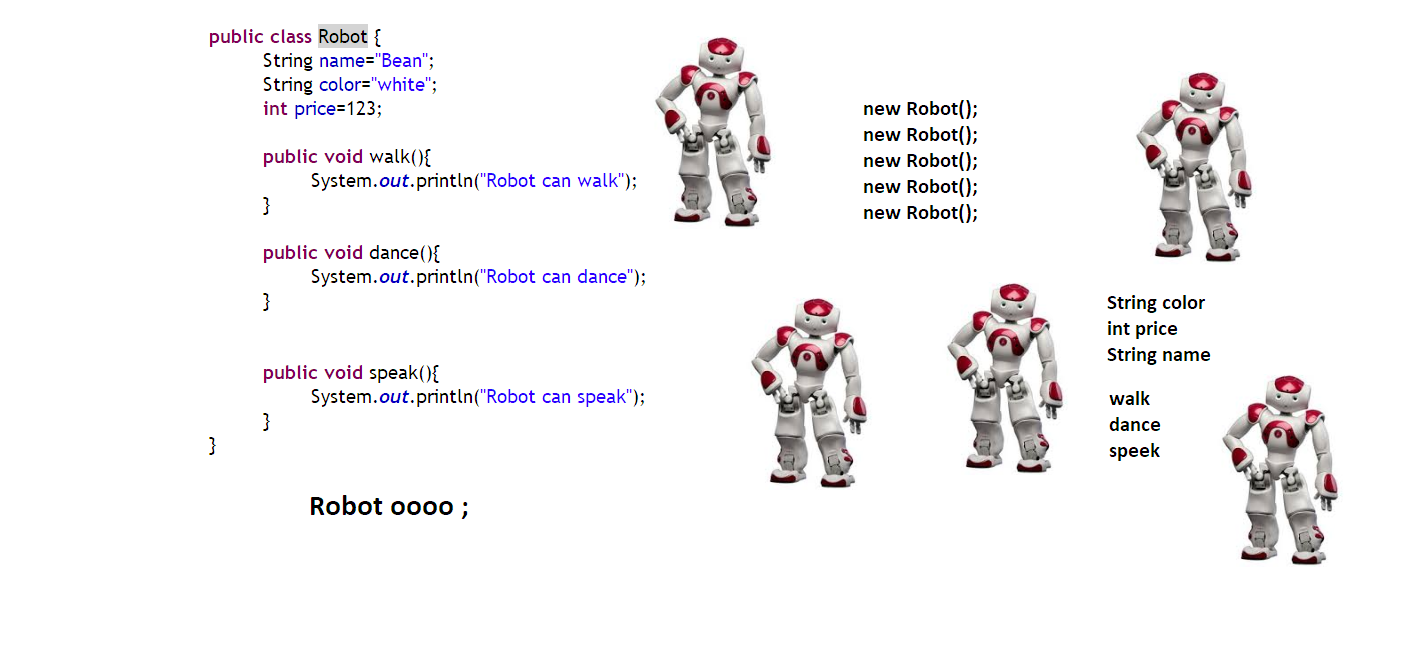 public class Robot {
String name="Bean";
String color="white";
int price=123;
public void walk(){
System.out.println("Robot can walk");
}
public void dance(){
System.out.println("Robot can dance");
}
public void speak(){
System.out.println("Robot can speak");
}
}
Robot oooo ;
new Robot();
new Robot();
new Robot();
new Robot();
new Robot();
String color
int price
String name
walk
dance
speek